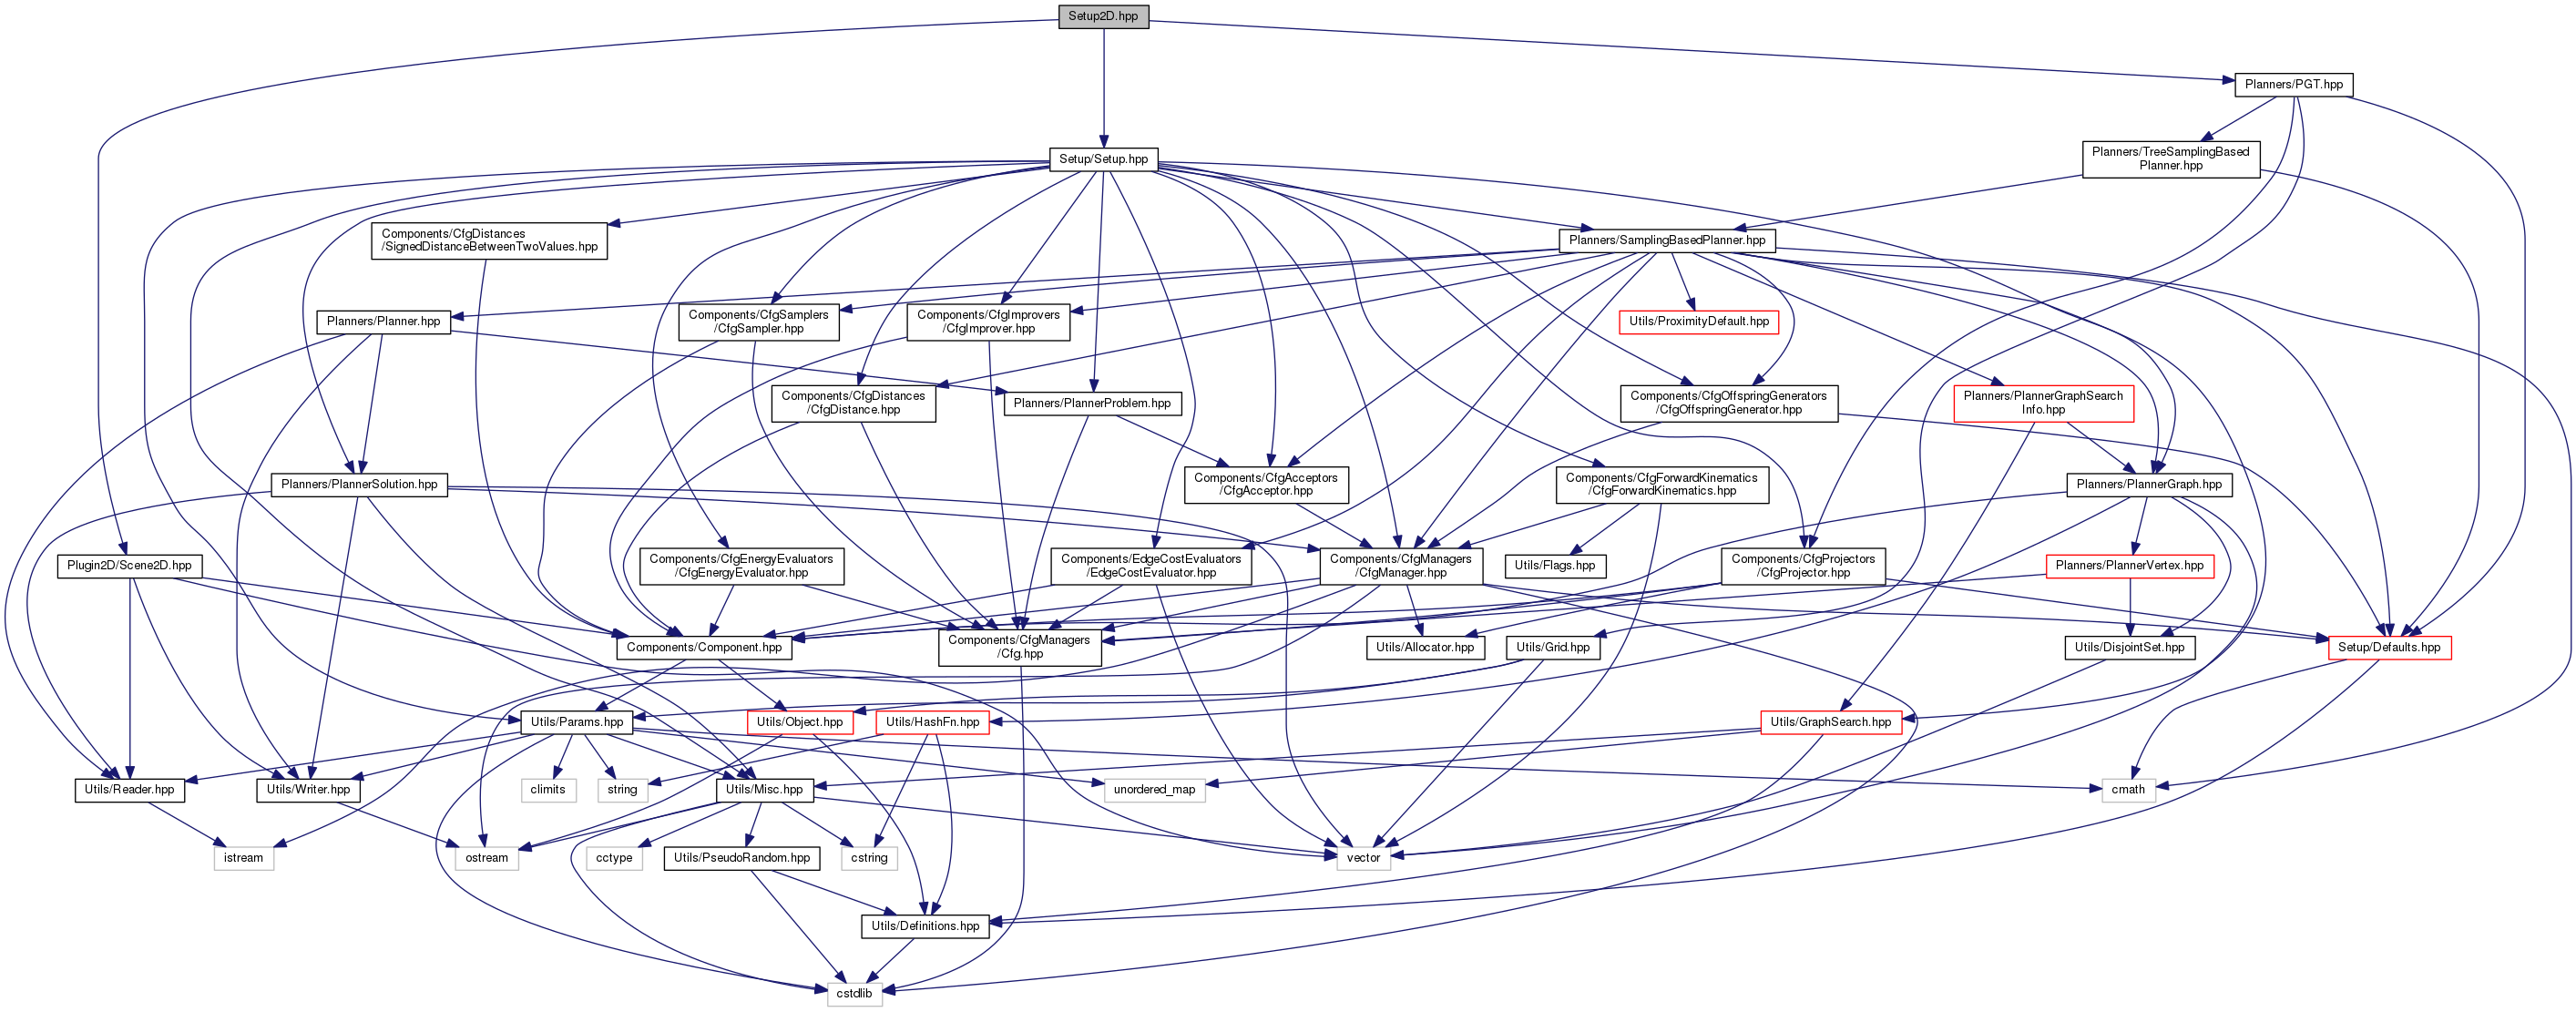 Setup2D.hpp
Planners/PGT.hpp
Setup/Setup.hpp
Planners/TreeSamplingBased
Planner.hpp
Components/CfgDistances
/SignedDistanceBetweenTwoValues.hpp
Planners/SamplingBasedPlanner.hpp
Planners/Planner.hpp
Components/CfgSamplers
/CfgSampler.hpp
Components/CfgImprovers
/CfgImprover.hpp
Utils/ProximityDefault.hpp
Components/CfgDistances
/CfgDistance.hpp
Planners/PlannerProblem.hpp
Components/CfgOffspringGenerators
/CfgOffspringGenerator.hpp
Planners/PlannerGraphSearch
Info.hpp
Planners/PlannerSolution.hpp
Components/CfgAcceptors
/CfgAcceptor.hpp
Components/CfgForwardKinematics
/CfgForwardKinematics.hpp
Planners/PlannerGraph.hpp
Plugin2D/Scene2D.hpp
Components/CfgEnergyEvaluators
/CfgEnergyEvaluator.hpp
Components/EdgeCostEvaluators
/EdgeCostEvaluator.hpp
Components/CfgManagers
/CfgManager.hpp
Utils/Flags.hpp
Components/CfgProjectors
/CfgProjector.hpp
Planners/PlannerVertex.hpp
Components/Component.hpp
Components/CfgManagers
/Cfg.hpp
Utils/Allocator.hpp
Utils/Grid.hpp
Utils/DisjointSet.hpp
Setup/Defaults.hpp
Utils/Params.hpp
Utils/Object.hpp
Utils/HashFn.hpp
Utils/GraphSearch.hpp
Utils/Reader.hpp
Utils/Writer.hpp
climits
string
Utils/Misc.hpp
unordered_map
cmath
istream
ostream
cctype
Utils/PseudoRandom.hpp
cstring
vector
Utils/Definitions.hpp
cstdlib